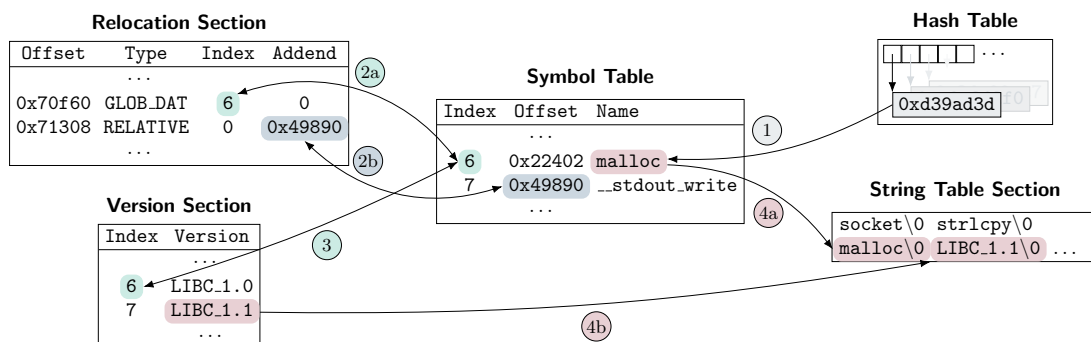 Relocation Section
Offset Type Index Addend
...
0x70f60 GLOB_DAT 6 0
0x71308 RELATIVE 0 0x49890
...
2a
2b
Version Section
Index Version
...
6 LIBC_1.0
7 LIBC_1.1
...
3
Symbol Table
Index Offset Name
...
6 0x22402 malloc
7 0x49890 __stdout_write
...
1
4a
4b
Hash Table
...
0xd39ad3d
String Table Section
socket\0 strlcpy\0
malloc\0 LIBC_1.1\0 ...